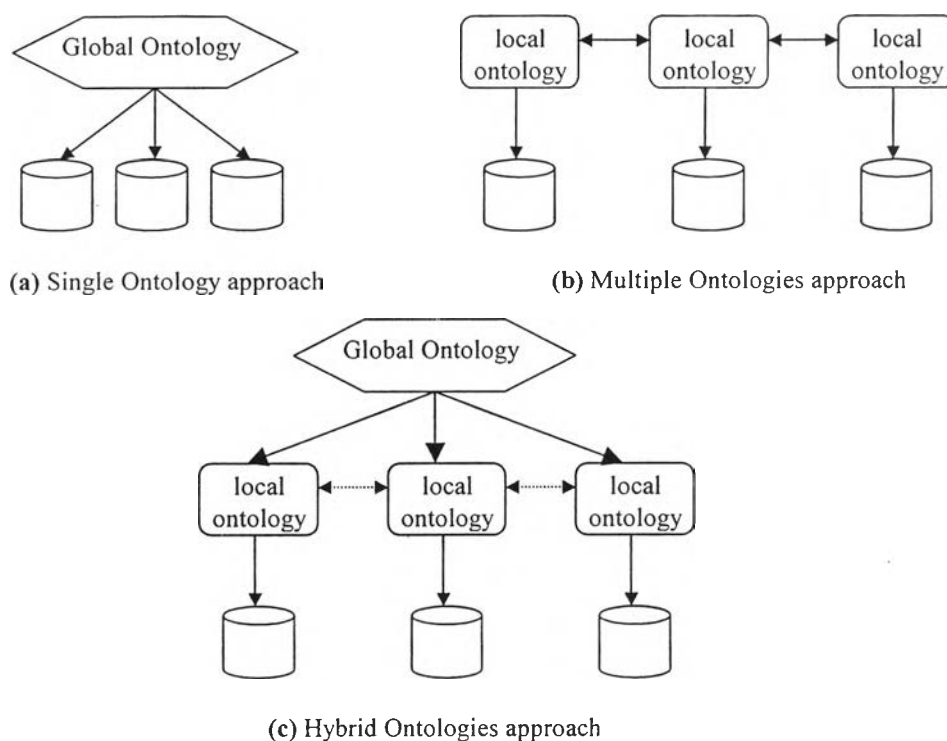 Global Ontology
local
ontology
local
ontology
local
ontology
(a) Single Ontology approach
(b) Multiple Ontologies approach
Global Ontology
local
ontology
local
ontology
local
ontology
(c) Hybrid Ontologies approach